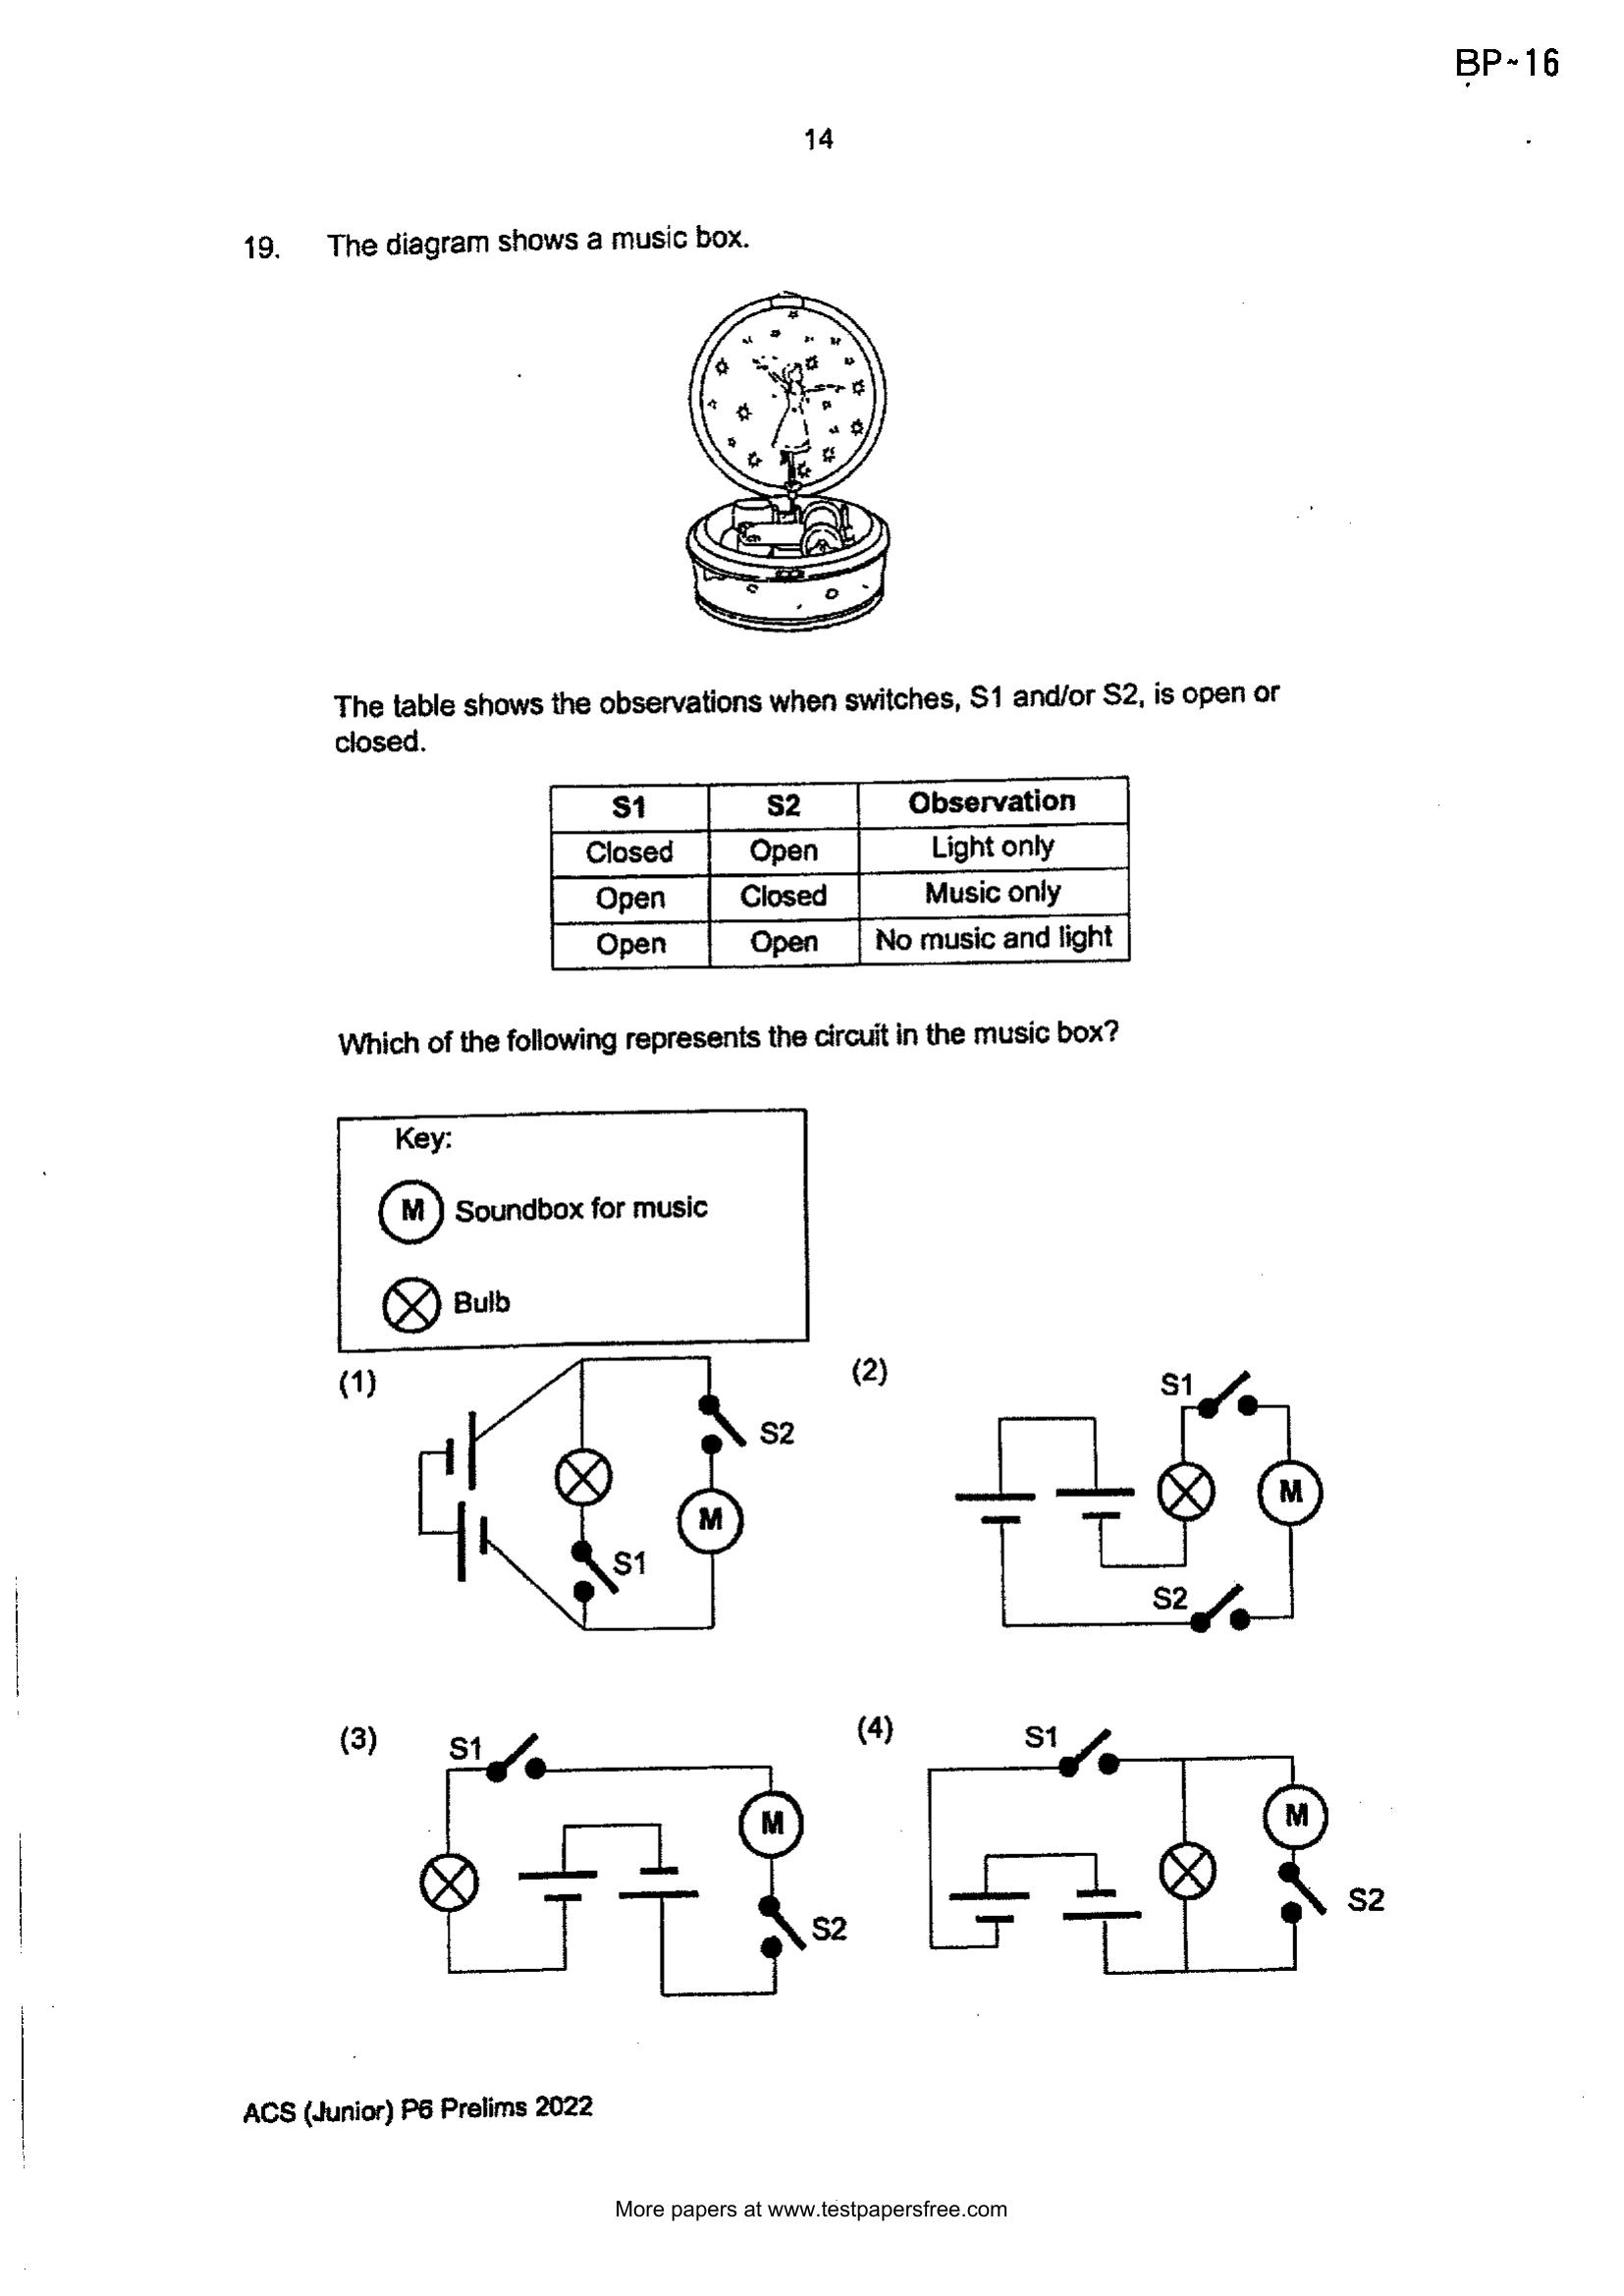 BP~16
14
19. The diagram shows a music box.
The table shows the observations when switches, S1 and/or S2, is open or
closed.
S1 S2 Observation
Closed Open Light only
Open Closed Music only
Open Open No music and light
Which of the following represents the circuit in the music box?
Key:
M Soundbox for music
Bulb
(1) (2)
S1
S2
M
M
S1
S2
(3) (4)
S1 S1
M M
S2 S2
ACS (Junior) P6 Prelims 2022
More papers at www.testpapersfree.com